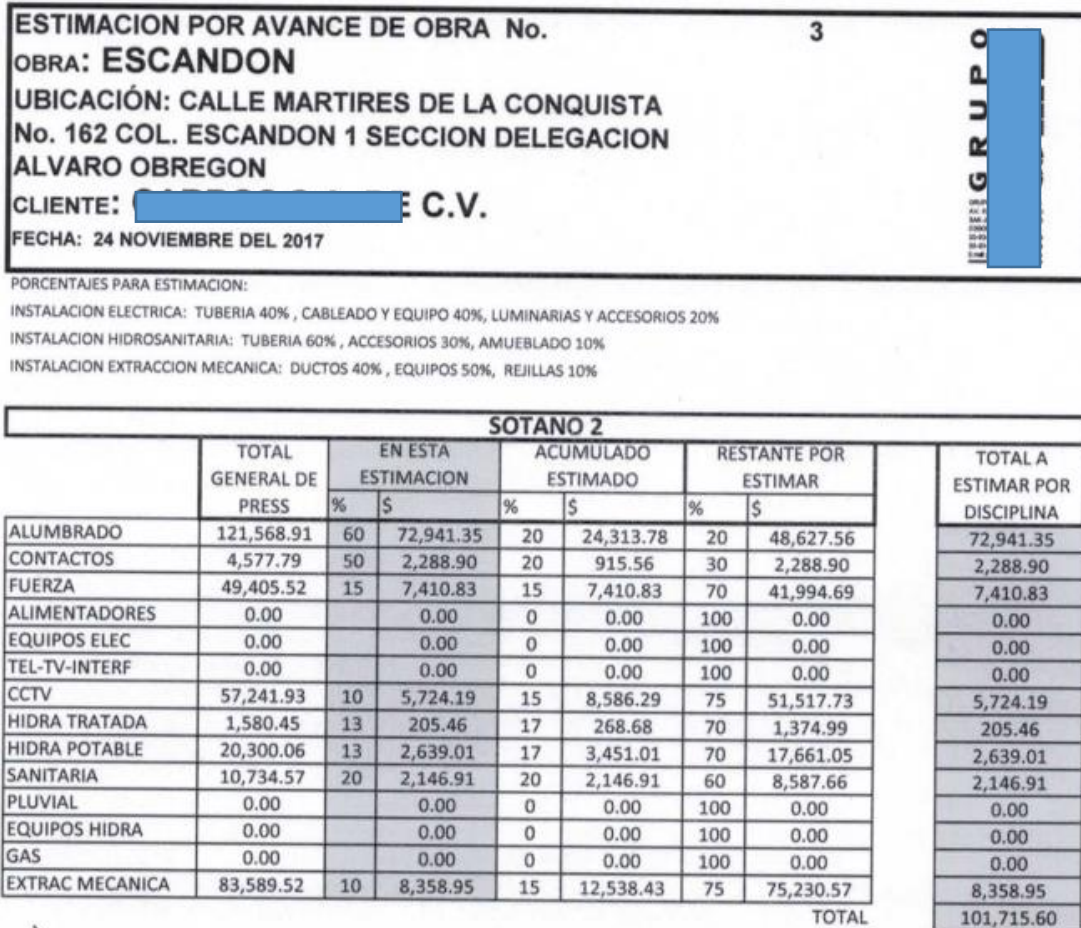 ESTIMACION POR AVANCE DE OBRA No. 3
OBRA: ESCANDON
UBICACIÓN: CALLE MARTIRES DE LA CONQUISTA
No. 162 COL. ESCANDON 1 SECCION DELEGACION
ALVARO OBREGON
CLIENTE: C.V.
FECHA: 24 NOVIEMBRE DEL 2017
GRUPO
PORCENTAJES PARA ESTIMACION:
INSTALACION ELECTRICA: TUBERIA 40% , CABLEADO Y EQUIPO 40%, LUMINARIAS Y ACCESORIOS 20%
INSTALACION HIDROSANITARIA: TUBERIA 60% , ACCESORIOS 30%, AMUEBLADO 10%
INSTALACION EXTRACCION MECANICA: DUCTOS 40% , EQUIPOS 50%, REJILLAS 10%
SOTANO 2
TOTAL GENERAL DE PRESS EN ESTA ESTIMACION ACUMULADO ESTIMADO RESTANTE POR ESTIMAR TOTAL A ESTIMAR POR DISCIPLINA
% $ % $ % $
ALUMBRADO 121,568.91 60 72,941.35 20 24,313.78 20 48,627.56 72,941.35
CONTACTOS 4,577.79 50 2,288.90 20 915.56 30 2,288.90 2,288.90
FUERZA 49,405.52 15 7,410.83 15 7,410.83 70 41,994.69 7,410.83
ALIMENTADORES 0.00 0.00 0 0.00 100 0.00 0.00
EQUIPOS ELEC 0.00 0.00 0 0.00 100 0.00 0.00
TEL-TV-INTERF 0.00 0.00 0 0.00 100 0.00 0.00
CCTV 57,241.93 10 5,724.19 15 8,586.29 75 51,517.73 5,724.19
HIDRA TRATADA 1,580.45 13 205.46 17 268.68 70 1,374.99 205.46
HIDRA POTABLE 20,300.06 13 2,639.01 17 3,451.01 70 17,661.05 2,639.01
SANITARIA 10,734.57 20 2,146.91 20 2,146.91 60 8,587.66 2,146.91
PLUVIAL 0.00 0.00 0 0.00 100 0.00 0.00
EQUIPOS HIDRA 0.00 0.00 0 0.00 100 0.00 0.00
GAS 0.00 0.00 0 0.00 100 0.00 0.00
EXTRAC MECANICA 83,589.52 10 8,358.95 15 12,538.43 75 75,230.57 8,358.95
TOTAL 101,715.60